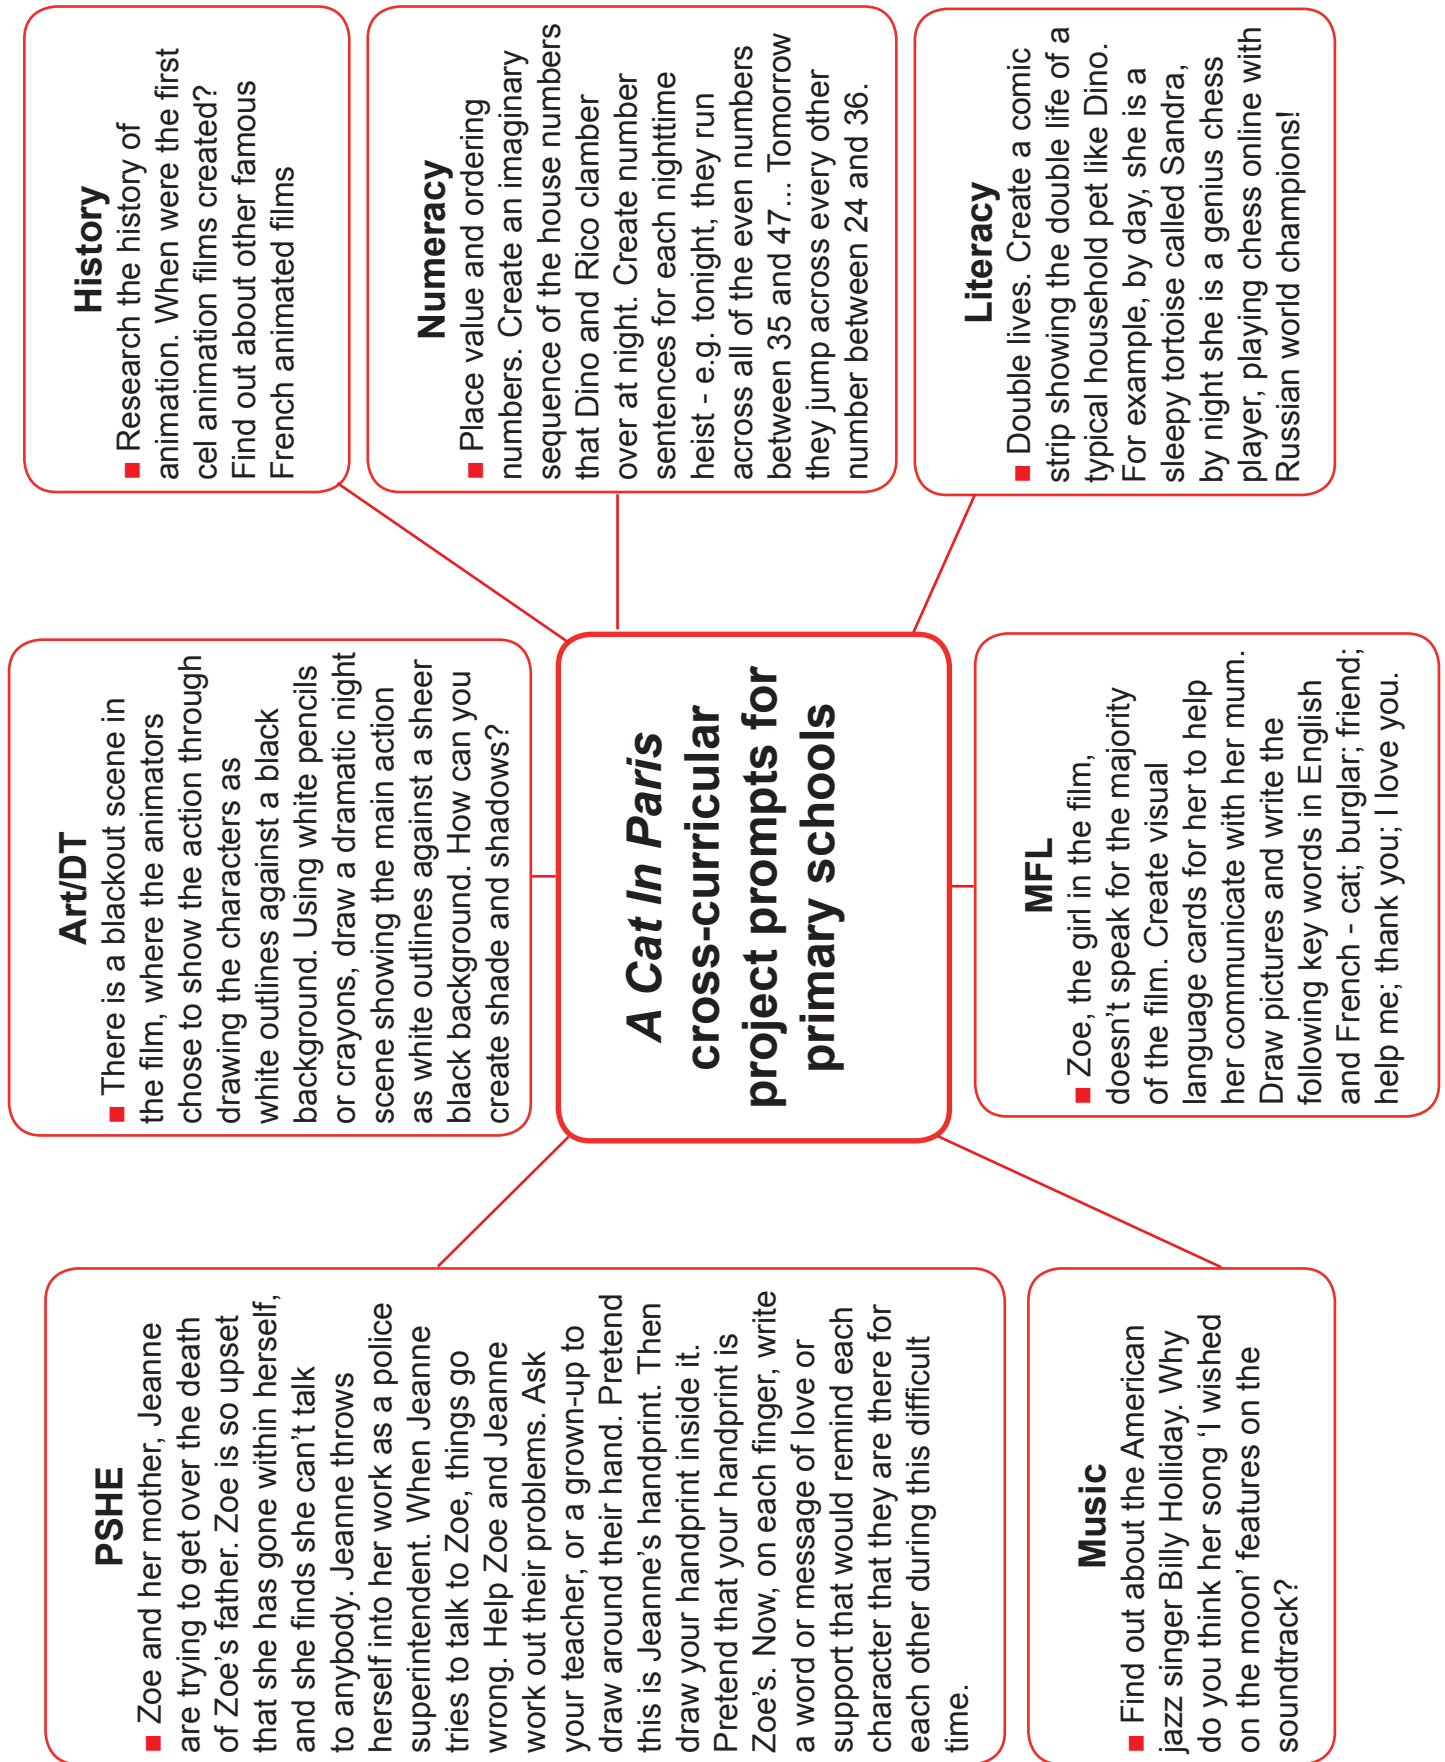 PSHE
■ Zoe and her mother, Jeanne
are trying to get over the death
of Zoe's father. Zoe is so upset
that she has gone within herself,
and she finds she can't talk
to anybody. Jeanne throws
herself into her work as a police
superintendent. When Jeanne
tries to talk to Zoe, things go
wrong. Help Zoe and Jeanne
work out their problems. Ask
your teacher, or a grown-up to
draw around their hand. Pretend
this is Jeanne's handprint. Then
draw your handprint inside it.
Pretend that your handprint is
Zoe's. Now, on each finger, write
a word or message of love or
support that would remind each
character that they are there for
each other during this difficult
time.
Art/DT
■ There is a blackout scene in
the film, where the animators
chose to show the action through
drawing the characters as
white outlines against a black
background. Using white pencils
or crayons, draw a dramatic night
scene showing the main action
as white outlines against a sheer
black background. How can you
create shade and shadows?
History
■ Research the history of
animation. When were the first
cel animation films created?
Find out about other famous
French animated films
Numeracy
■ Place value and ordering
numbers. Create an imaginary
sequence of the house numbers
that Dino and Rico clamber
over at night. Create number
sentences for each nighttime
heist - e.g. tonight, they run
across all of the even numbers
between 35 and 47... Tomorrow
they jump across every other
number between 24 and 36.
A Cat In Paris
cross-curricular
project prompts for
primary schools
Music
■ Find out about the American
jazz singer Billy Holliday. Why
do you think her song 'I wished
on the moon' features on the
soundtrack?
MFL
■ Zoe, the girl in the film,
doesn't speak for the majority
of the film. Create visual
language cards for her to help
her communicate with her mum.
Draw pictures and write the
following key words in English
and French - cat; burglar; friend;
help me; thank you; I love you.
Literacy
■ Double lives. Create a comic
strip showing the double life of a
typical household pet like Dino.
For example, by day, she is a
sleepy tortoise called Sandra,
by night she is a genius chess
player, playing chess online with
Russian world champions!